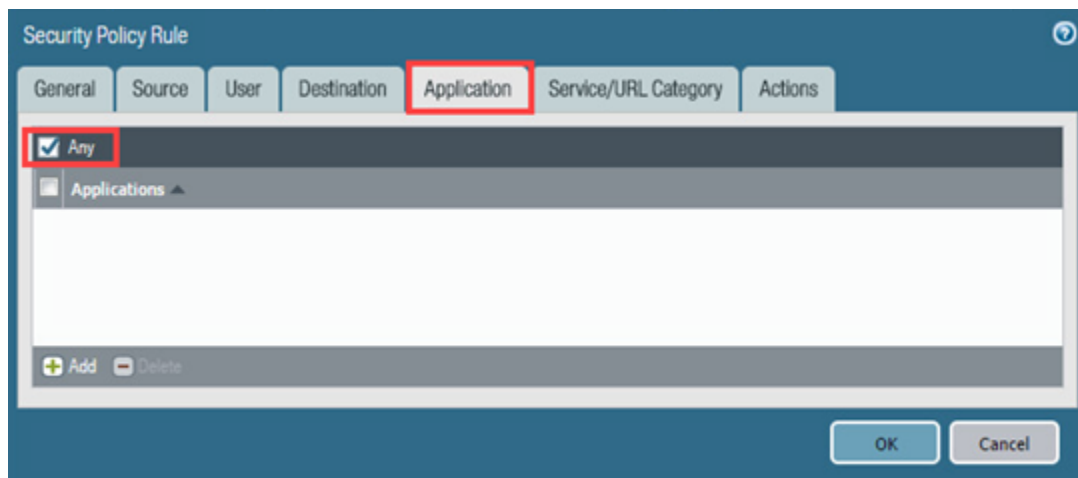 Security Policy Rule
General Source User Destination Application Service/URL Category Actions
Any
Applications
Add Delete
OK Cancel